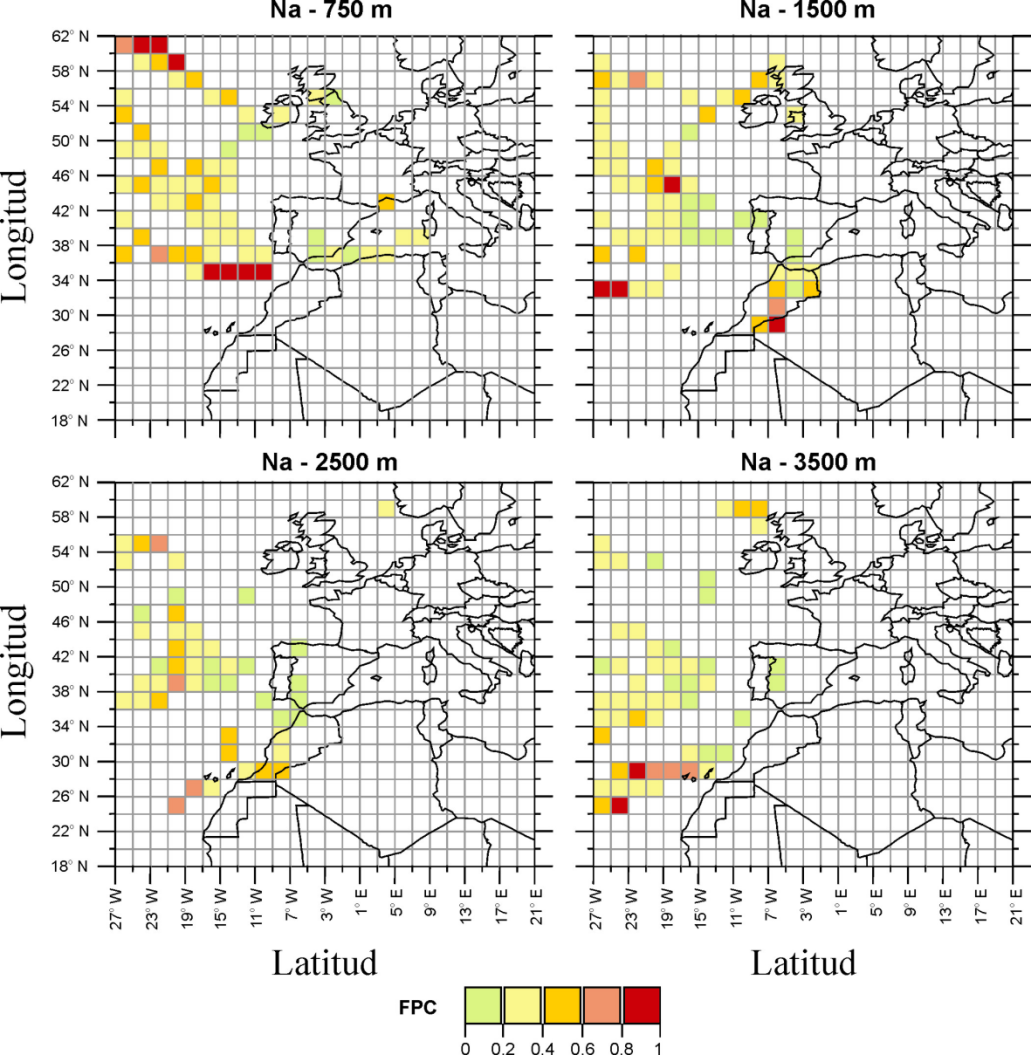 Na - 750 m
Na - 1500 m
62° N
58° N
54° N
50° N
46° N
42° N
38° N
34° N
30° N
26° N
22° N
18° N
Longitud
62° N
58° N
54° N
50° N
46° N
42° N
38° N
34° N
30° N
26° N
22° N
18° N
Longitud
Na - 2500 m
Na - 3500 m
27° W 23° W 19° W 15° W 11° W 7° W 3° W 1° E 5° E 9° E 13° E 17° E 21° E
27° W 23° W 19° W 15° W 11° W 7° W 3° W 1° E 5° E 9° E 13° E 17° E 21° E
Latitud
Latitud
FPC
0 0.2 0.4 0.6 0.8 1